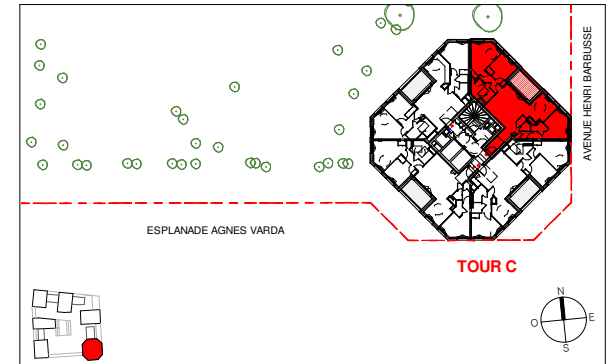 AVENUE HENRI BARBUSSE
ESPLANADE AGNES VARDA
TOUR C
N
O E
S